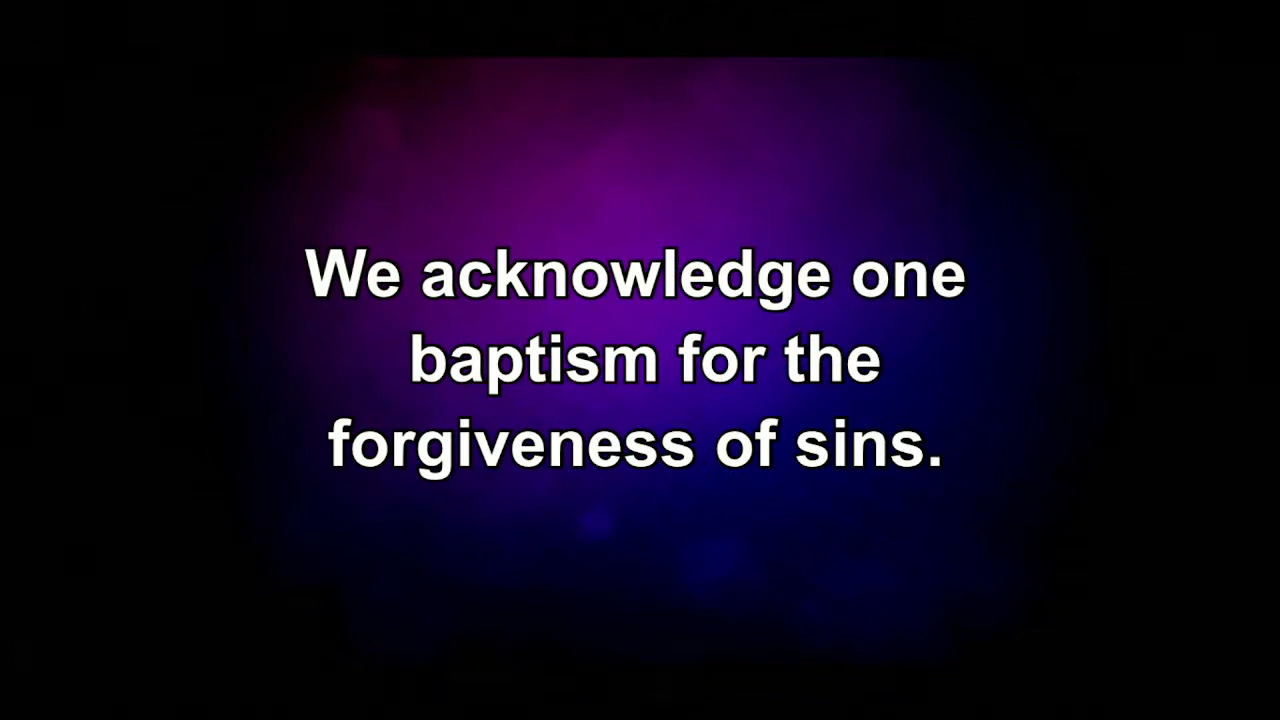 We acknowledge one
baptism for the
forgiveness of sins.